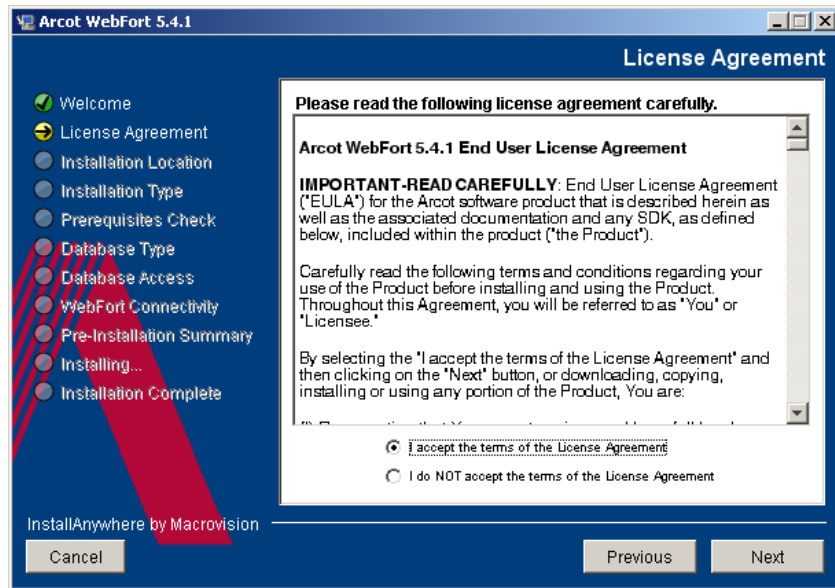 Arcot WebFort 5.4.1
License Agreement
Welcome
License Agreement
Installation Location
Installation Type
Prerequisites Check
Database Type
Database Access
WebFort Connectivity
Pre-Installation Summary
Installing...
Installation Complete
Please read the following license agreement carefully.
Arcot WebFort 5.4.1 End User License Agreement
IMPORTANT-READ CAREFULLY: End User License Agreement
("EULA") for the Arcot software product that is described herein as
well as the associated documentation and any SDK, as defined
below, included within the product ("the Product").
Carefully read the following terms and conditions regarding your
use of the Product before installing and using the Product.
Throughout this Agreement, you will be referred to as "You" or
"Licensee."
By selecting the "I accept the terms of the License Agreement" and
then clicking on the "Next" button, or downloading, copying,
installing or using any portion of the Product, You are:
I accept the terms of the License Agreement
I do NOT accept the terms of the License Agreement
InstallAnywhere by Macrovision
Cancel
Previous
Next